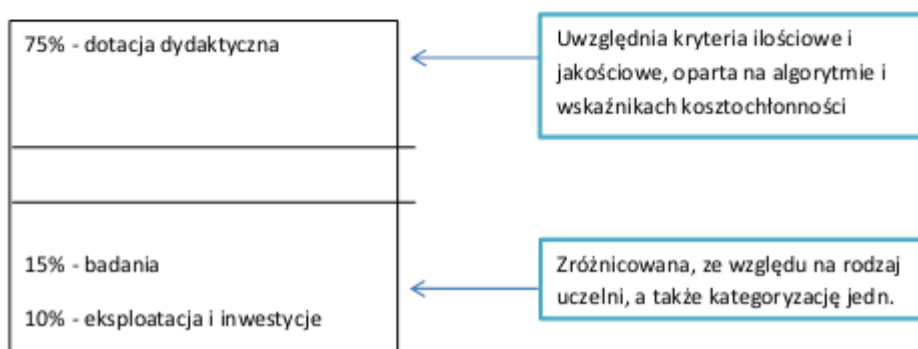 75% - dotacja dydaktyczna
Uwzględnia kryteria ilościowe i
jakościowe, oparta na algorytmie i
wskaźnikach kosztochłonności
15% - badania
10% - eksploatacja i inwestycje
Zróżnicowana, ze względu na rodzaj
uczelni, a także kategoryzację jedn.